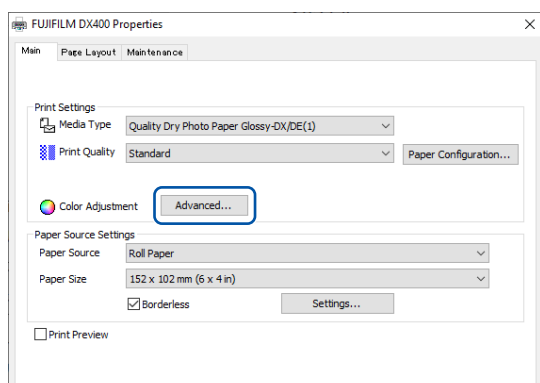 FUJIFILM DX400 Properties
Main Page Layout Maintenance
Print Settings
Media Type Quality Dry Photo Paper Glossy-DX/DE(1)
Print Quality Standard Paper Configuration...
Color Adjustment Advanced...
Paper Source Settings
Paper Source Roll Paper
Paper Size 152 x 102 mm (6 x 4 in)
Borderless Settings...
Print Preview